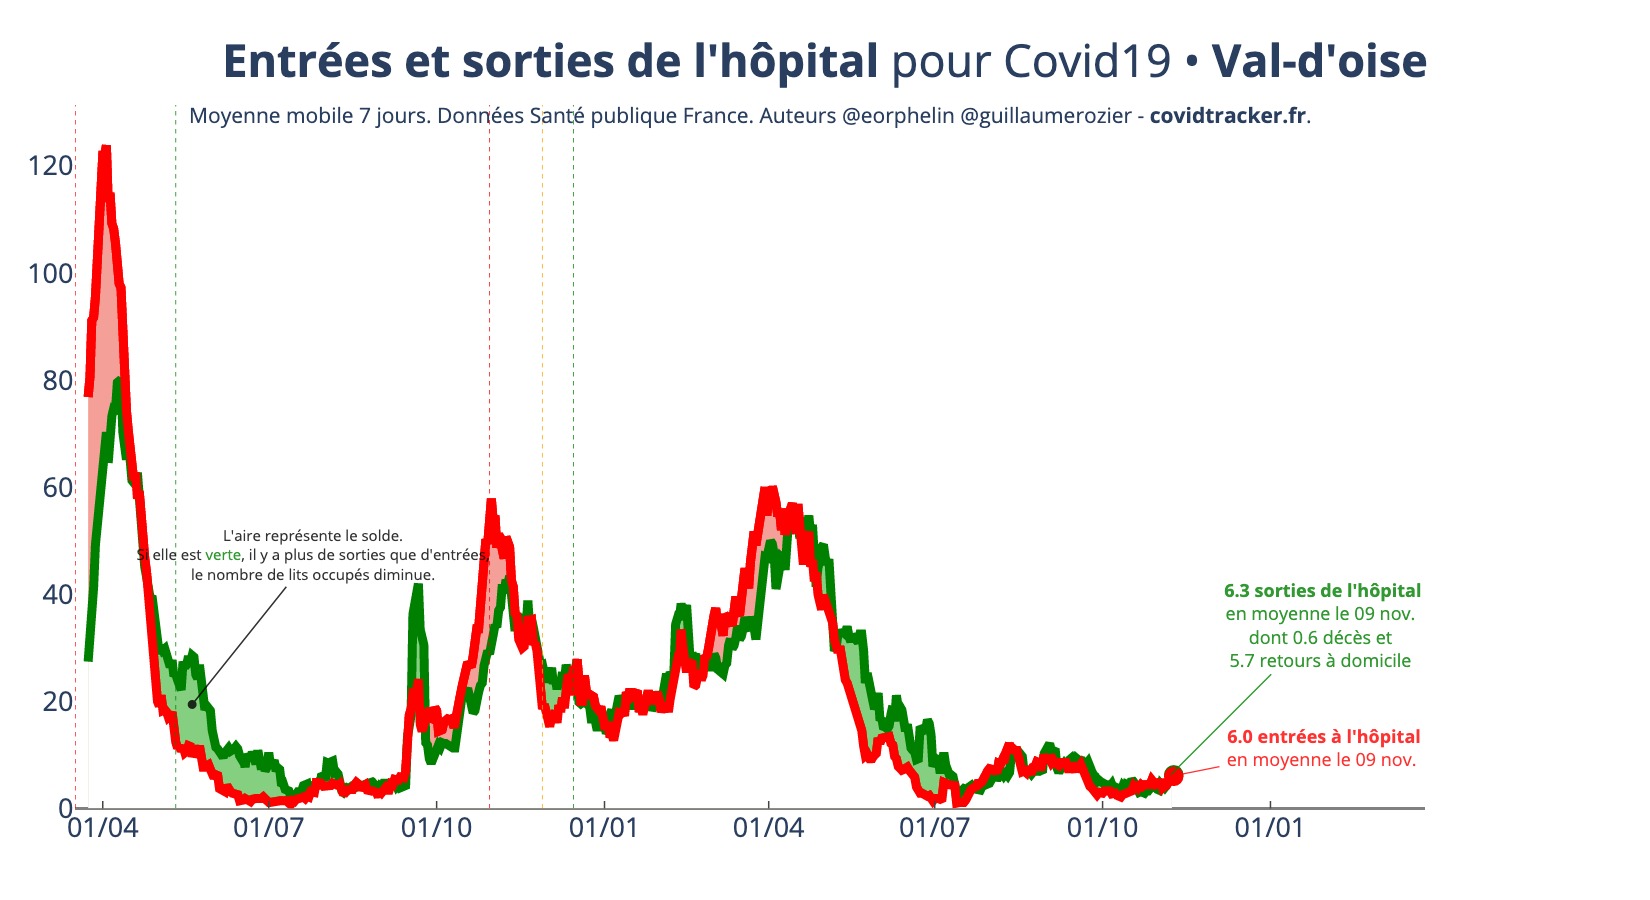 Entrées et sorties de l'hôpital pour Covid19 • Val-d'oise
Moyenne mobile 7 jours. Données Santé publique France. Auteurs @eorphelin @guillaumerozier - covidtracker.fr.
120
100
80
60
40
20
0
L'aire représente le solde.
Si elle est verte, il y a plus de sorties que d'entrées,
le nombre de lits occupés diminue.
6.3 sorties de l'hôpital
en moyenne le 09 nov.
dont 0.6 décès et
5.7 retours à domicile
6.0 entrées à l'hôpital
en moyenne le 09 nov.
01/04 01/07 01/10 01/01 01/04 01/07 01/10 01/01